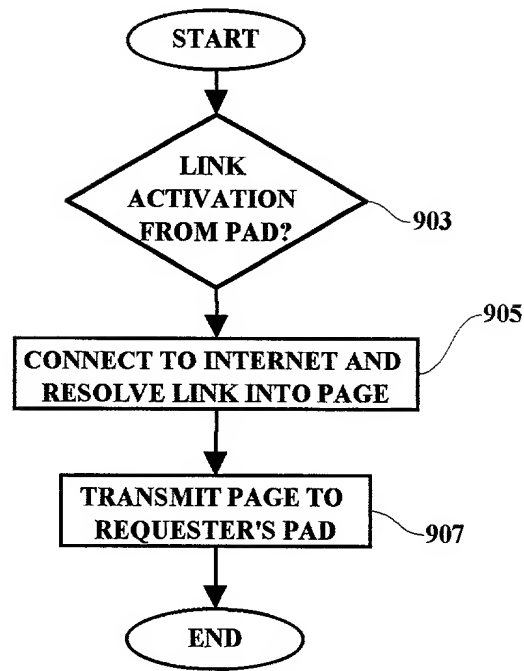 START
LINK
ACTIVATION
FROM PAD?
903
905
CONNECT TO INTERNET AND
RESOLVE LINK INTO PAGE
TRANSMIT PAGE TO
REQUESTER'S PAD
907
END